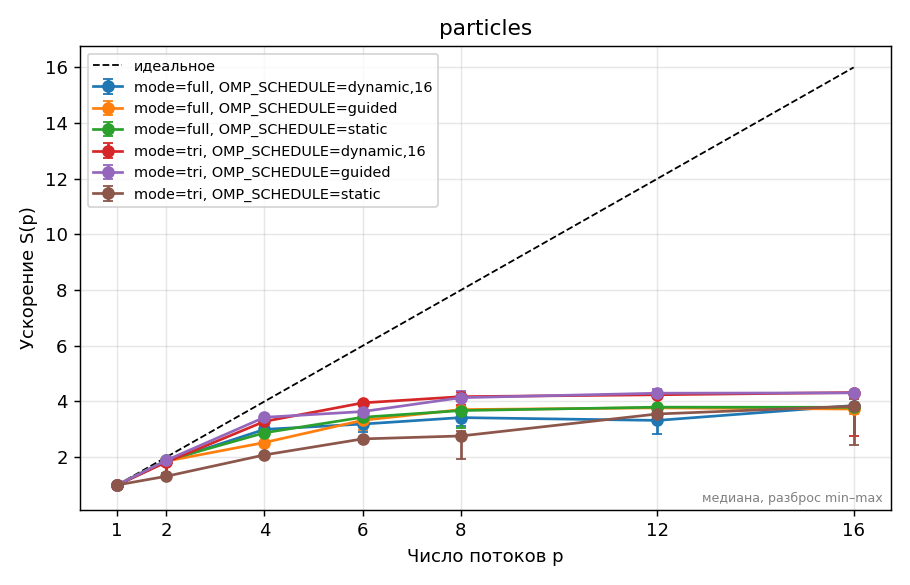 particles
16
14
12
10
8
6
4
2
Ускорение S(p)
идеальное
mode=full, OMP_SCHEDULE=dynamic,16
mode=full, OMP_SCHEDULE=guided
mode=full, OMP_SCHEDULE=static
mode=tri, OMP_SCHEDULE=dynamic,16
mode=tri, OMP_SCHEDULE=guided
mode=tri, OMP_SCHEDULE=static
медиана, разброс min–max
1 2 4 6 8 12 16
Число потоков p